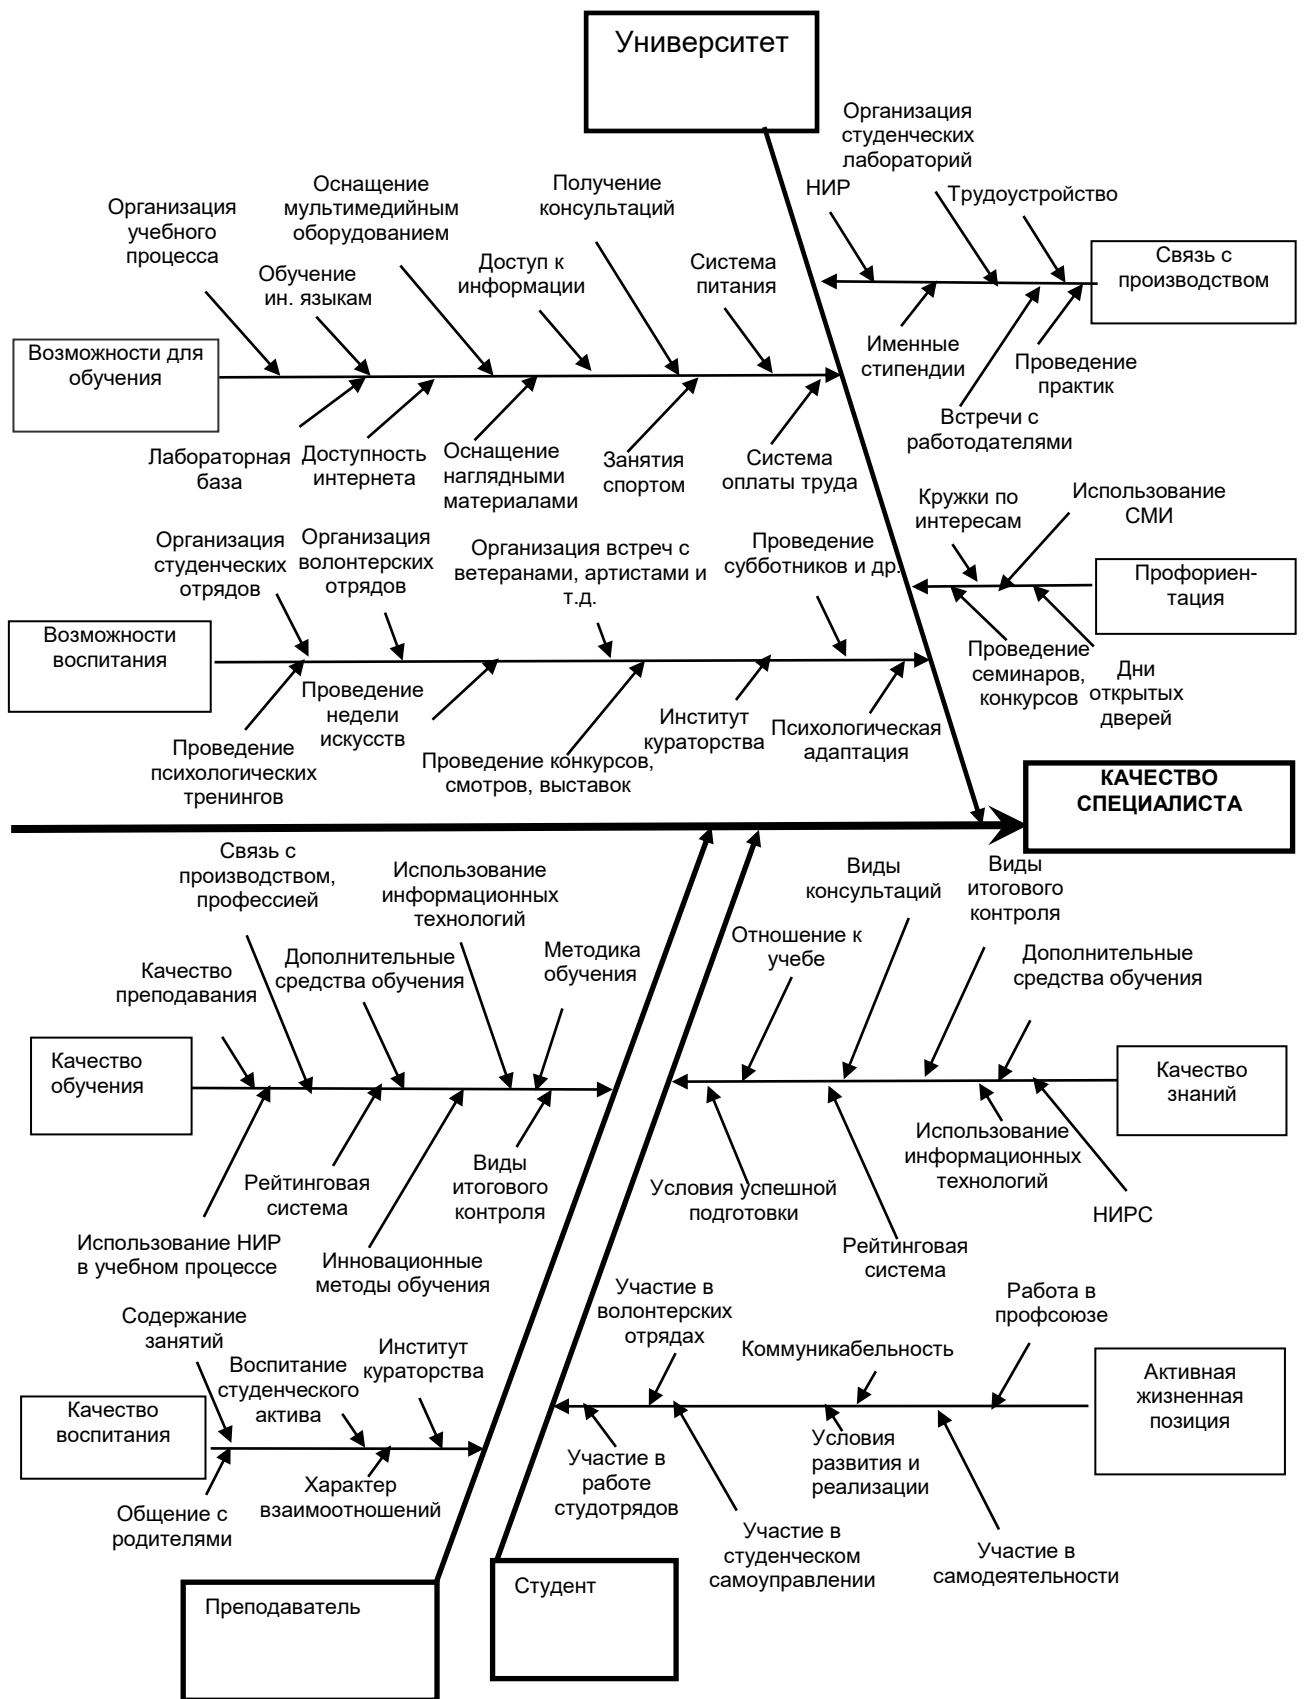 Университет
Организация
студенческих
лабораторий
НИР
Трудоустройство
Связь с
производством
Именные
стипендии
Проведение
практик
Встречи с
работодателями
Организация
учебного
процесса
Оснащение
мультимедийным
оборудованием
Обучение
ин. языкам
Получение
консультаций
Доступ к
информации
Система
питания
Возможности для
обучения
Лабораторная
база
Доступность
интернета
Оснащение
наглядными
материалами
Занятия
спортом
Система
оплаты труда
Кружки по
интересам
Использование
СМИ
Профориен-
тация
Проведение
семинаров,
конкурсов
Дни
открытых
дверей
Организация
студенческих
отрядов
Организация
волонтерских
отрядов
Организация встреч с
ветеранами, артистами и
т.д.
Проведение
субботников и др.
Возможности
воспитания
Проведение
психологических
тренингов
Проведение
недели
искусств
Проведение конкурсов,
смотров, выставок
Институт
кураторства
Психологическая
адаптация
КАЧЕСТВО
СПЕЦИАЛИСТА
Связь с
производством,
профессией
Использование
информационных
технологий
Качество
преподавания
Дополнительные
средства обучения
Методика
обучения
Качество
обучения
Использование НИР
в учебном процессе
Рейтинговая
система
Инновационные
методы обучения
Виды
итогового
контроля
Виды
консультаций
Виды
итогового
контроля
Отношение к
учебе
Дополнительные
средства обучения
Качество
знаний
Условия успешной
подготовки
Рейтинговая
система
Использование
информационных
технологий
НИРС
Содержание
занятий
Воспитание
студенческого
актива
Институт
кураторства
Качество
воспитания
Общение с
родителями
Характер
взаимоотношений
Участие в
волонтерских
отрядах
Коммуникабельность
Работа в
профсоюзе
Активная
жизненная
позиция
Участие в
работе
студотрядов
Участие в
студенческом
самоуправлении
Условия
развития и
реализации
Участие в
самодеятельности
Преподаватель
Студент